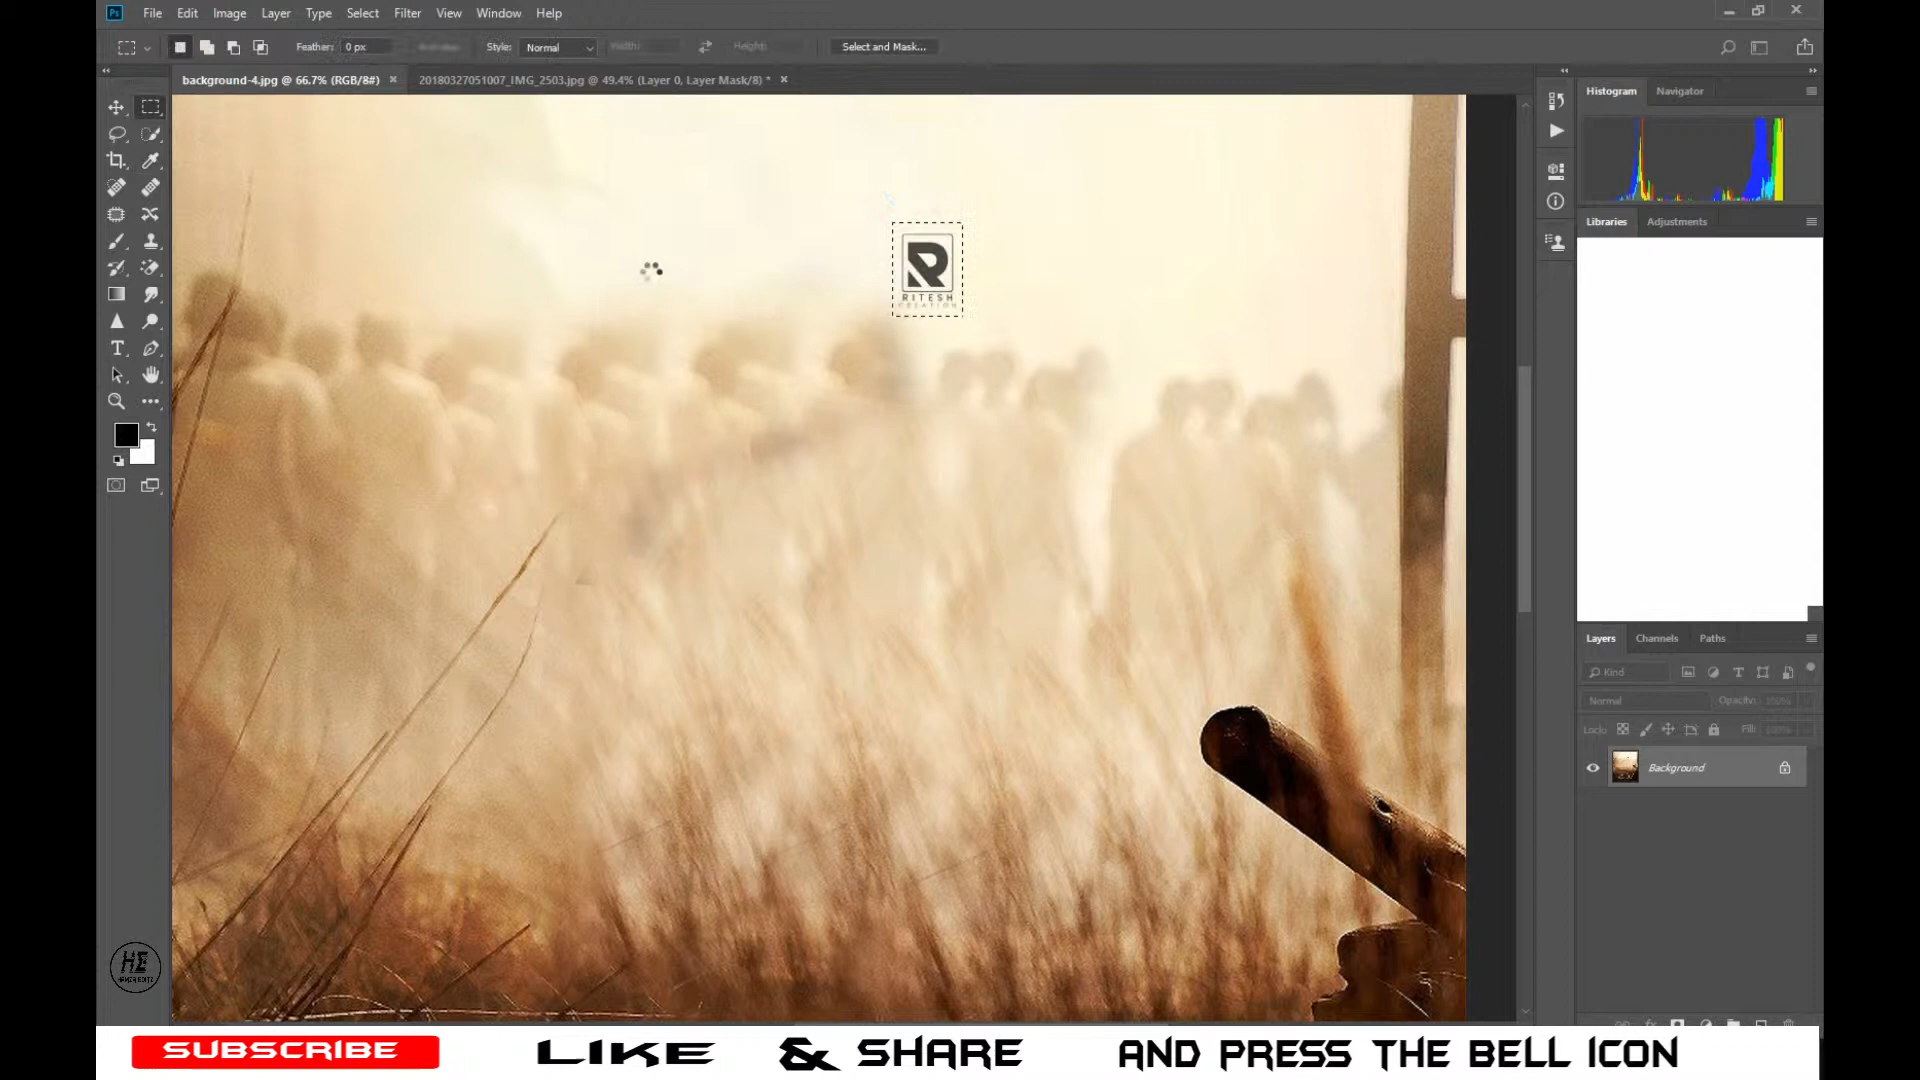 Ps File Edit Image Layer Type Select Filter View Window Help
Feather: 0 px Style: Normal Width: Height: Select and Mask...
background-4.jpg @ 66.7% (RGB/8#) × 20180327051007_IMG_2503.jpg @ 49.4% (Layer 0, Layer Mask/8) * ×
Histogram Navigator
Libraries Adjustments
R
RITESH
CREATION
Layers Channels Paths
Kind
Normal Opacity: 100%
Lock: Fill: 100%
Background
HE
SUBSCRIBE LIKE & SHARE AND PRESS THE BELL ICON